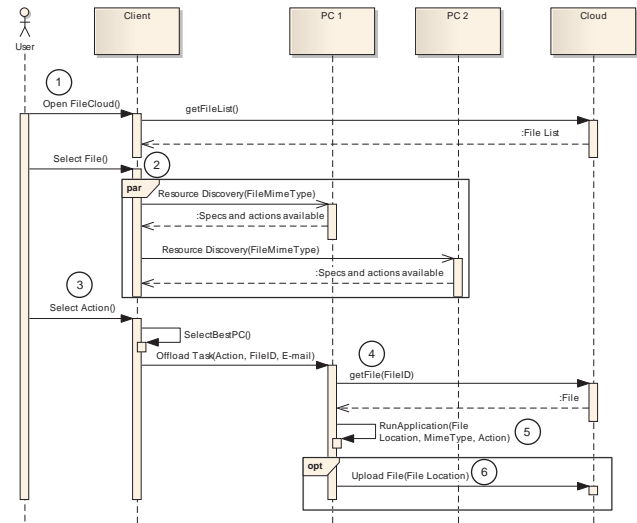 Client
PC 1
PC 2
Cloud
User
1
Open FileCloud()
getFileList()
:File List
Select File()
2
par
Resource Discovery(FileMimeType)
:Specs and actions available
Resource Discovery(FileMimeType)
:Specs and actions available
3
Select Action()
SelectBestPC()
Offload Task(Action, FileID, E-mail)
4
getFile(FileID)
:File
RunApplication(File
Location, MimeType, Action)
5
opt
Upload File(File Location)
6